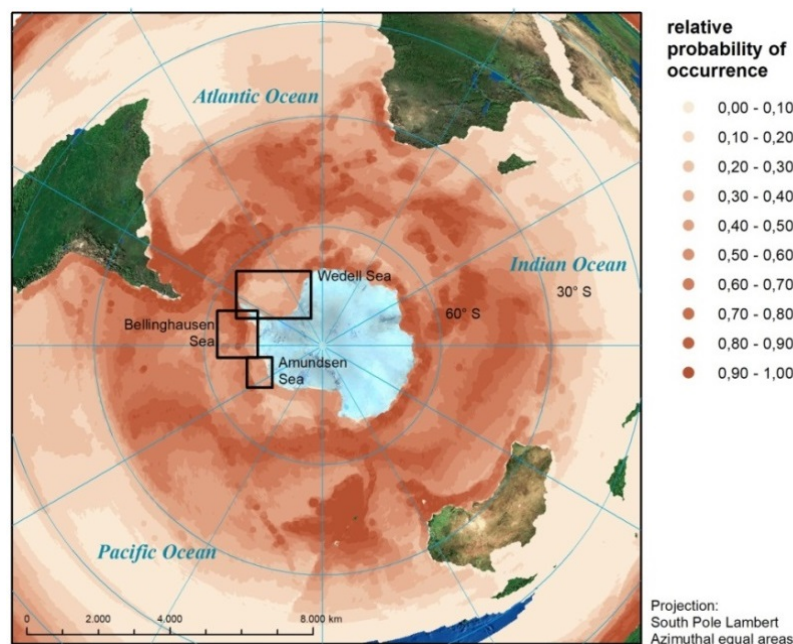 relative
probability of
occurrence
0,00 - 0,10
0,10 - 0,20
0,20 - 0,30
0,30 - 0,40
0,40 - 0,50
0,50 - 0,60
0,60 - 0,70
0,70 - 0,80
0,80 - 0,90
0,90 - 1,00
Atlantic Ocean
Indian Ocean
Wedell Sea
30° S
60° S
Bellinghausen
Sea
Amundsen
Sea
Pacific Ocean
0 2.000 4.000 8.000 km
Projection:
South Pole Lambert
Azimuthal equal areas